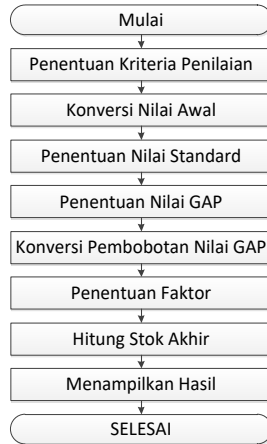 Mulai
Penentuan Kriteria Penilaian
Konversi Nilai Awal
Penentuan Nilai Standard
Penentuan Nilai GAP
Konversi Pembobotan Nilai GAP
Penentuan Faktor
Hitung Stok Akhir
Menampilkan Hasil
SELESAI